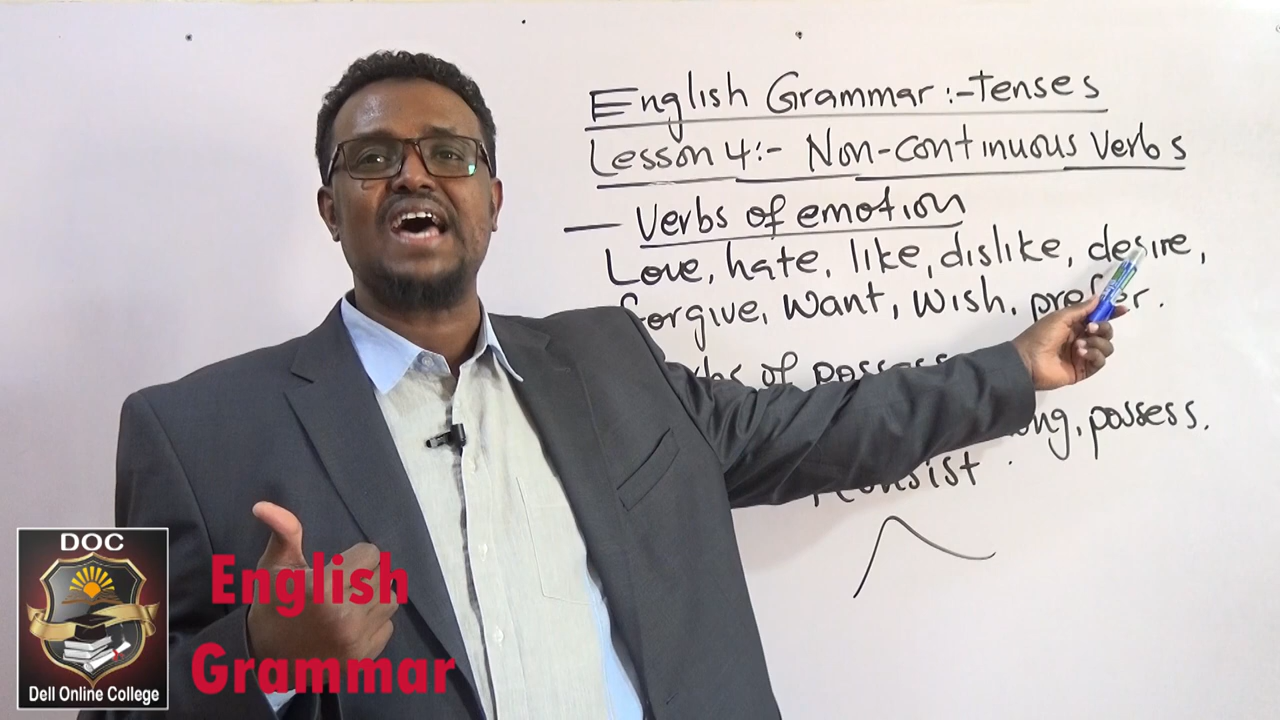 English Grammar:-Tenses
Lesson 4:- Non-continuous Verbs
— Verbs of emotion
Love, hate, like, dislike, desire,
forgive, want, wish, prefer.
of
possess.
consist.
DOC
Dell Online College
English
Grammar